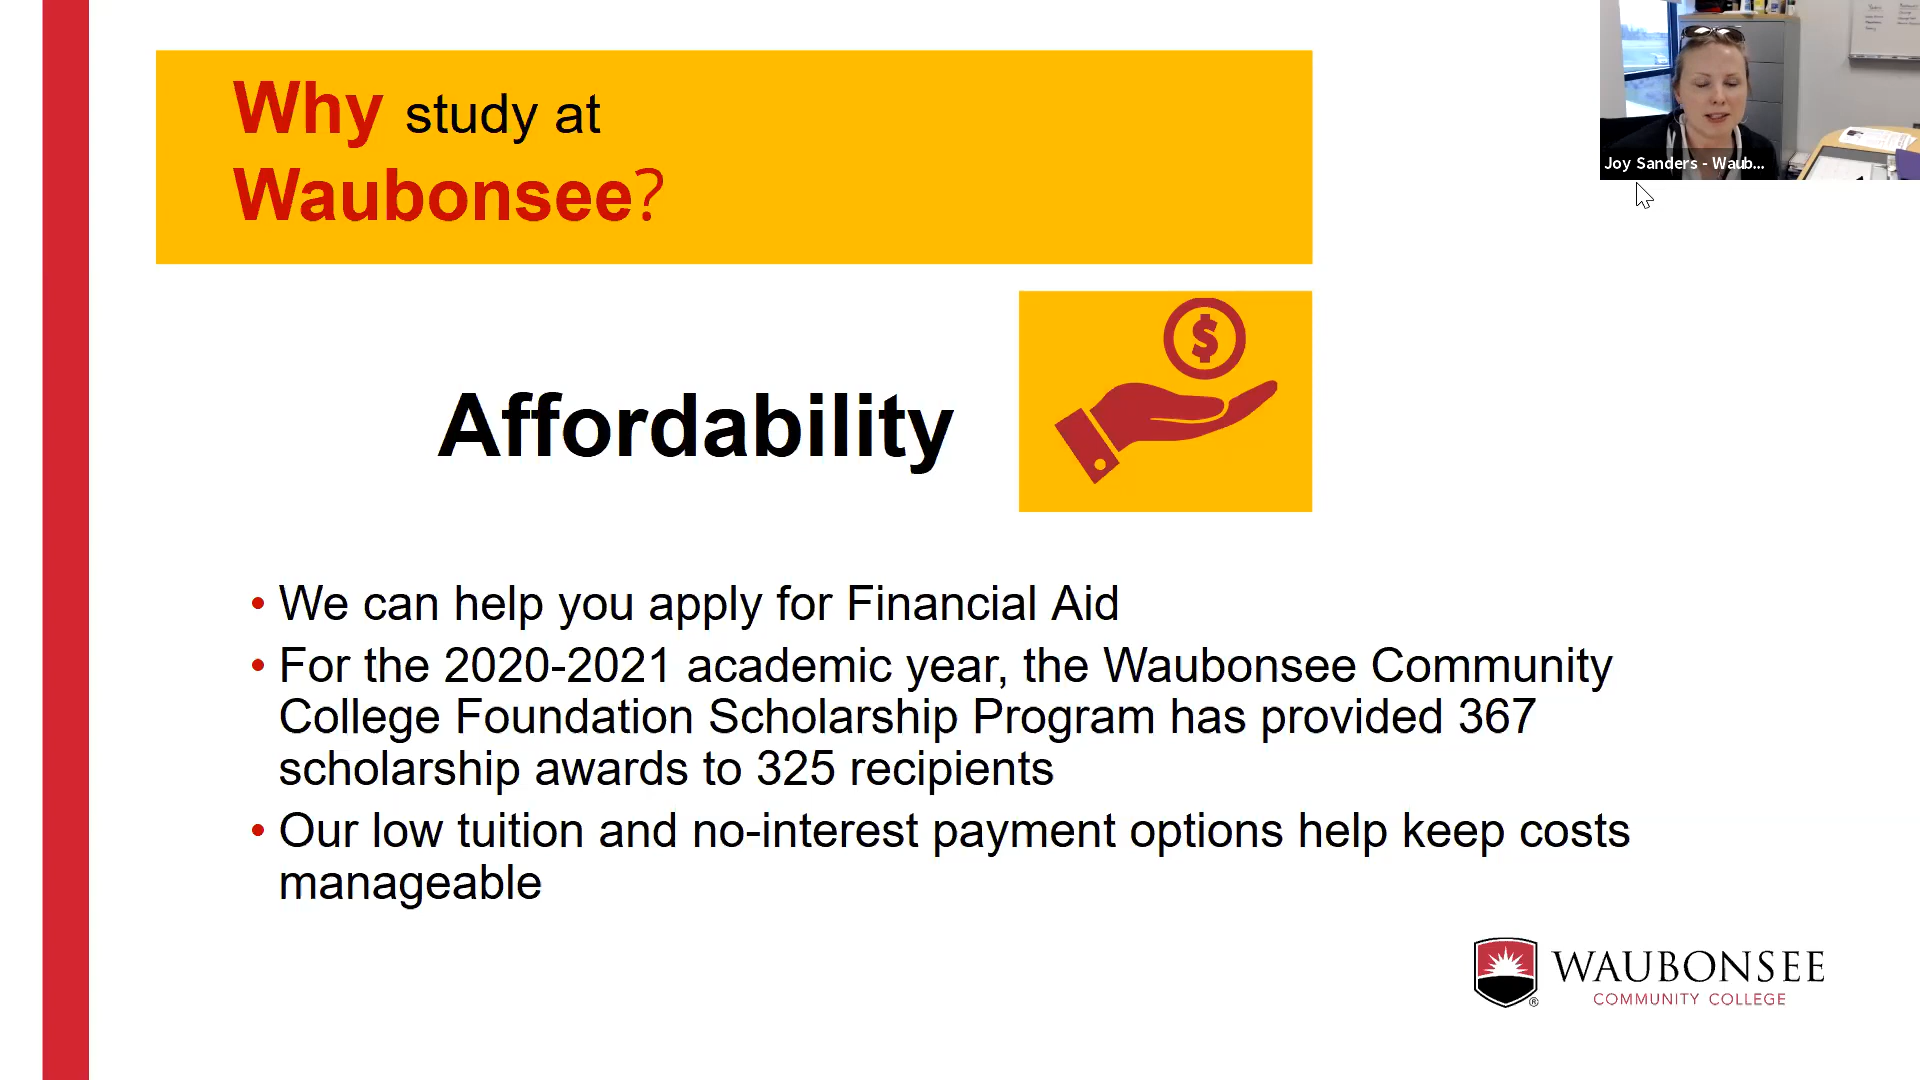 Why study at
Waubonsee?
Joy Sanders - Waub...
$
Affordability
• We can help you apply for Financial Aid
• For the 2020-2021 academic year, the Waubonsee Community
College Foundation Scholarship Program has provided 367
scholarship awards to 325 recipients
• Our low tuition and no-interest payment options help keep costs
manageable
WAUBONSEE
COMMUNITY COLLEGE
®